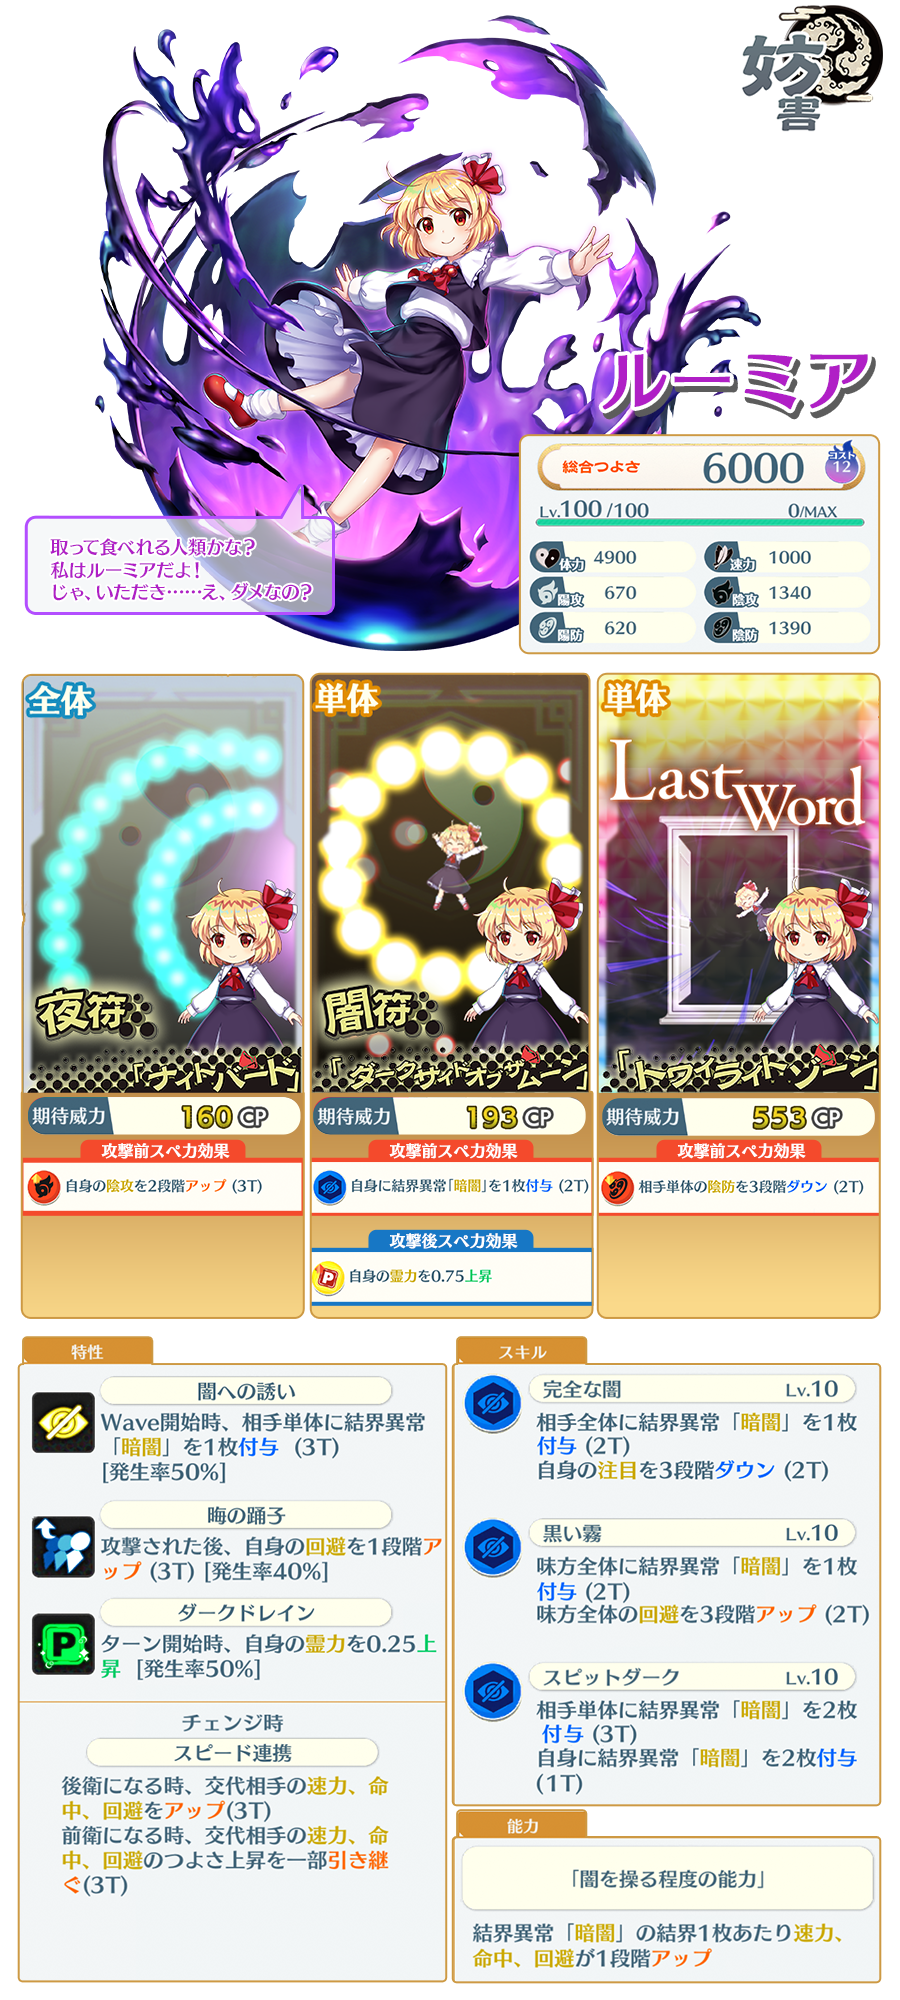 妨害
ルーミア
総合つよさ 6000 コスト 12
Lv.100 /100 0/MAX
体力 4900 速力 1000
陽攻 670 陰攻 1340
陽防 620 陰防 1390
取って食べれる人類かな?
私はルーミアだよ!
じゃ、いただき……え、ダメなの?
全体
夜符
「ナイトバード」
期待威力 160 CP
攻撃前スペカ効果
自身の陰攻を2段階アップ (3T)
単体
闇符
「ダークサイドオブザムーン」
期待威力 193 CP
攻撃前スペカ効果
自身に結界異常「暗闇」を1枚付与 (2T)
攻撃後スペカ効果
自身の霊力を0.75上昇
単体
Last Word
「トワイライトゾーン」
期待威力 553 CP
攻撃前スペカ効果
相手単体の陰防を3段階ダウン (2T)
特性
闇への誘い
Wave開始時、相手単体に結界異常
「暗闇」を1枚付与 (3T)
[発生率50%]
晦の踊子
攻撃された後、自身の回避を1段階ア
ップ (3T) [発生率40%]
P
ダークドレイン
ターン開始時、自身の霊力を0.25上
昇 [発生率50%]
チェンジ時
スピード連携
後衛になる時、交代相手の速力、命
中、回避をアップ(3T)
前衛になる時、交代相手の速力、命
中、回避のつよさ上昇を一部引き継
ぐ(3T)
スキル
完全な闇 Lv.10
相手全体に結界異常「暗闇」を1枚
付与 (2T)
自身の注目を3段階ダウン (2T)
黒い霧 Lv.10
味方全体に結界異常「暗闇」を1枚
付与 (2T)
味方全体の回避を3段階アップ (2T)
スピットダーク Lv.10
相手単体に結界異常「暗闇」を2枚
付与 (3T)
自身に結界異常「暗闇」を2枚付与
(1T)
能力
「闇を操る程度の能力」
結界異常「暗闇」の結界1枚あたり速力、
命中、回避が1段階アップ